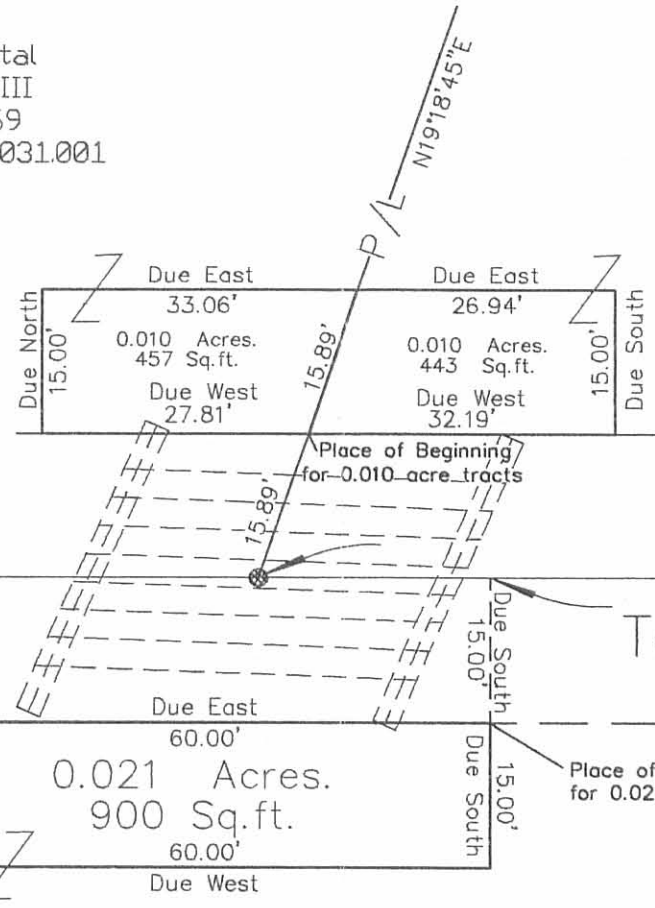 tal
III
69
031.001
N19°18'45"E
P/L
Due East
33.06'
Due East
26.94'
Due North
15.00'
0.010 Acres.
457 Sq.ft.
15.89'
0.010 Acres.
443 Sq.ft.
15.00'
Due South
Due West
27.81'
Due West
32.19'
Place of Beginning
for 0.010 acre tracts
15.89'
Due South
15.00'
T
Due East
60.00'
0.021 Acres.
900 Sq.ft.
60.00'
Due West
Due South
15.00'
Place of
for 0.02